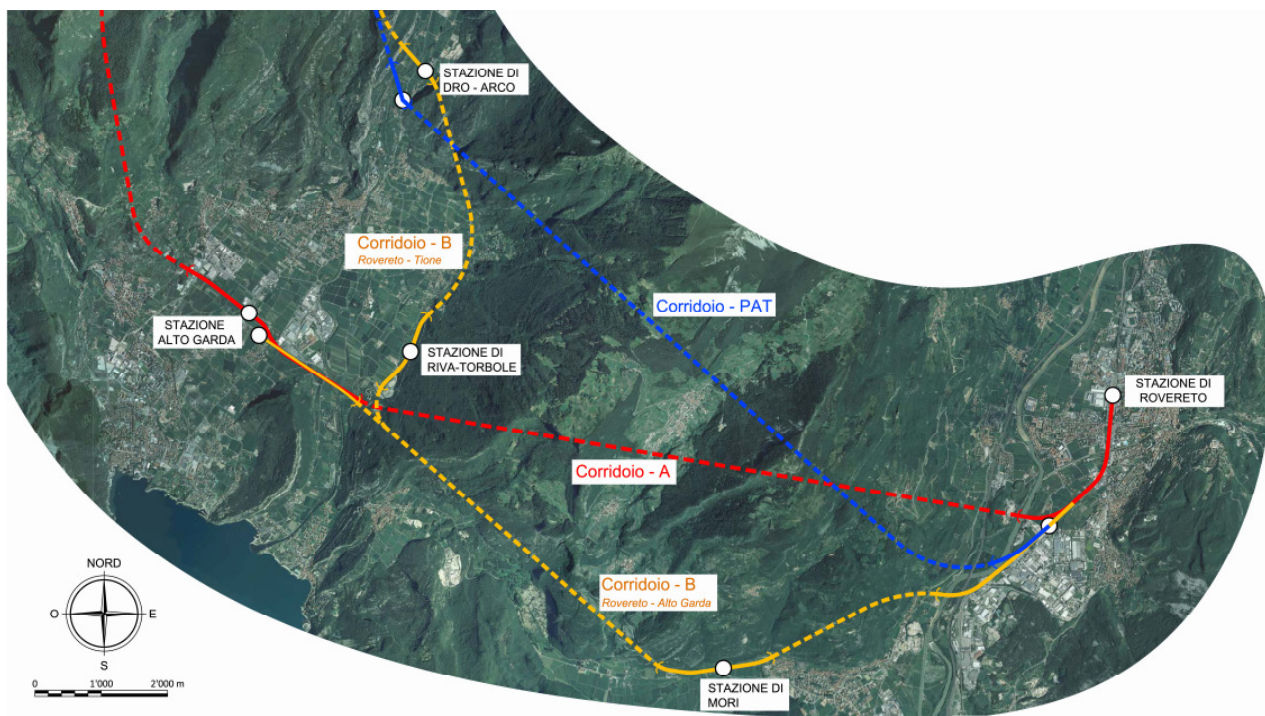 STAZIONE DI
DRO - ARCO
Corridoio - B
Rovereto - Tione
Corridoio - PAT
STAZIONE
ALTO GARDA
STAZIONE DI
RIVA-TORBOLE
STAZIONE DI
ROVERETO
Corridoio - A
Corridoio - B
Rovereto - Alto Garda
NORD
O
E
S
0 1'000 2'000 m
STAZIONE DI
MORI